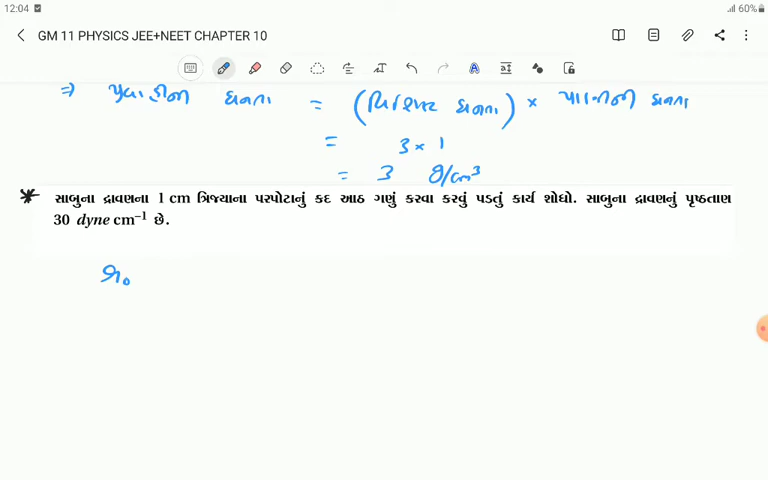 12:04 60%
GM 11 PHYSICS JEE+NEET CHAPTER 10
⇒ પ્રવાહીની ઘનતા = (વિશિષ્ટ ઘનતા) × પાણીની ઘનતા
= 3 × 1
= 3 g/cm³
* સાબુના દ્રાવણના 1 cm ત્રિજ્યાના પરપોટાનું કદ આઠ ગણું કરવા કરવું પડતું કાર્ય શોધો. સાબુના દ્રાવણનું પૃષ્ઠતાણ
30 dyne cm⁻¹ છે.